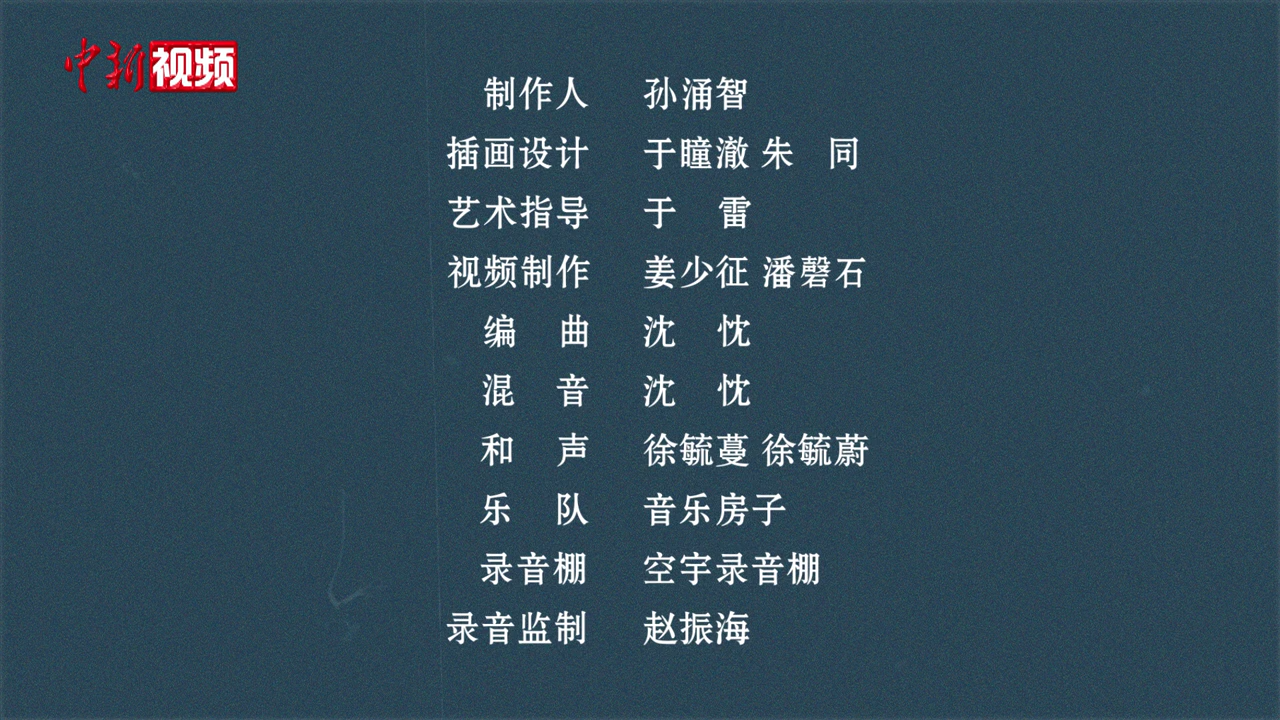 中新视频
制作人 孙涌智
插画设计 于瞳澈 朱 同
艺术指导 于 雷
视频制作 姜少征 潘磬石
编 曲 沈 忱
混 音 沈 忱
和 声 徐毓蔓 徐毓蔚
乐 队 音乐房子
录音棚 空宇录音棚
录音监制 赵振海